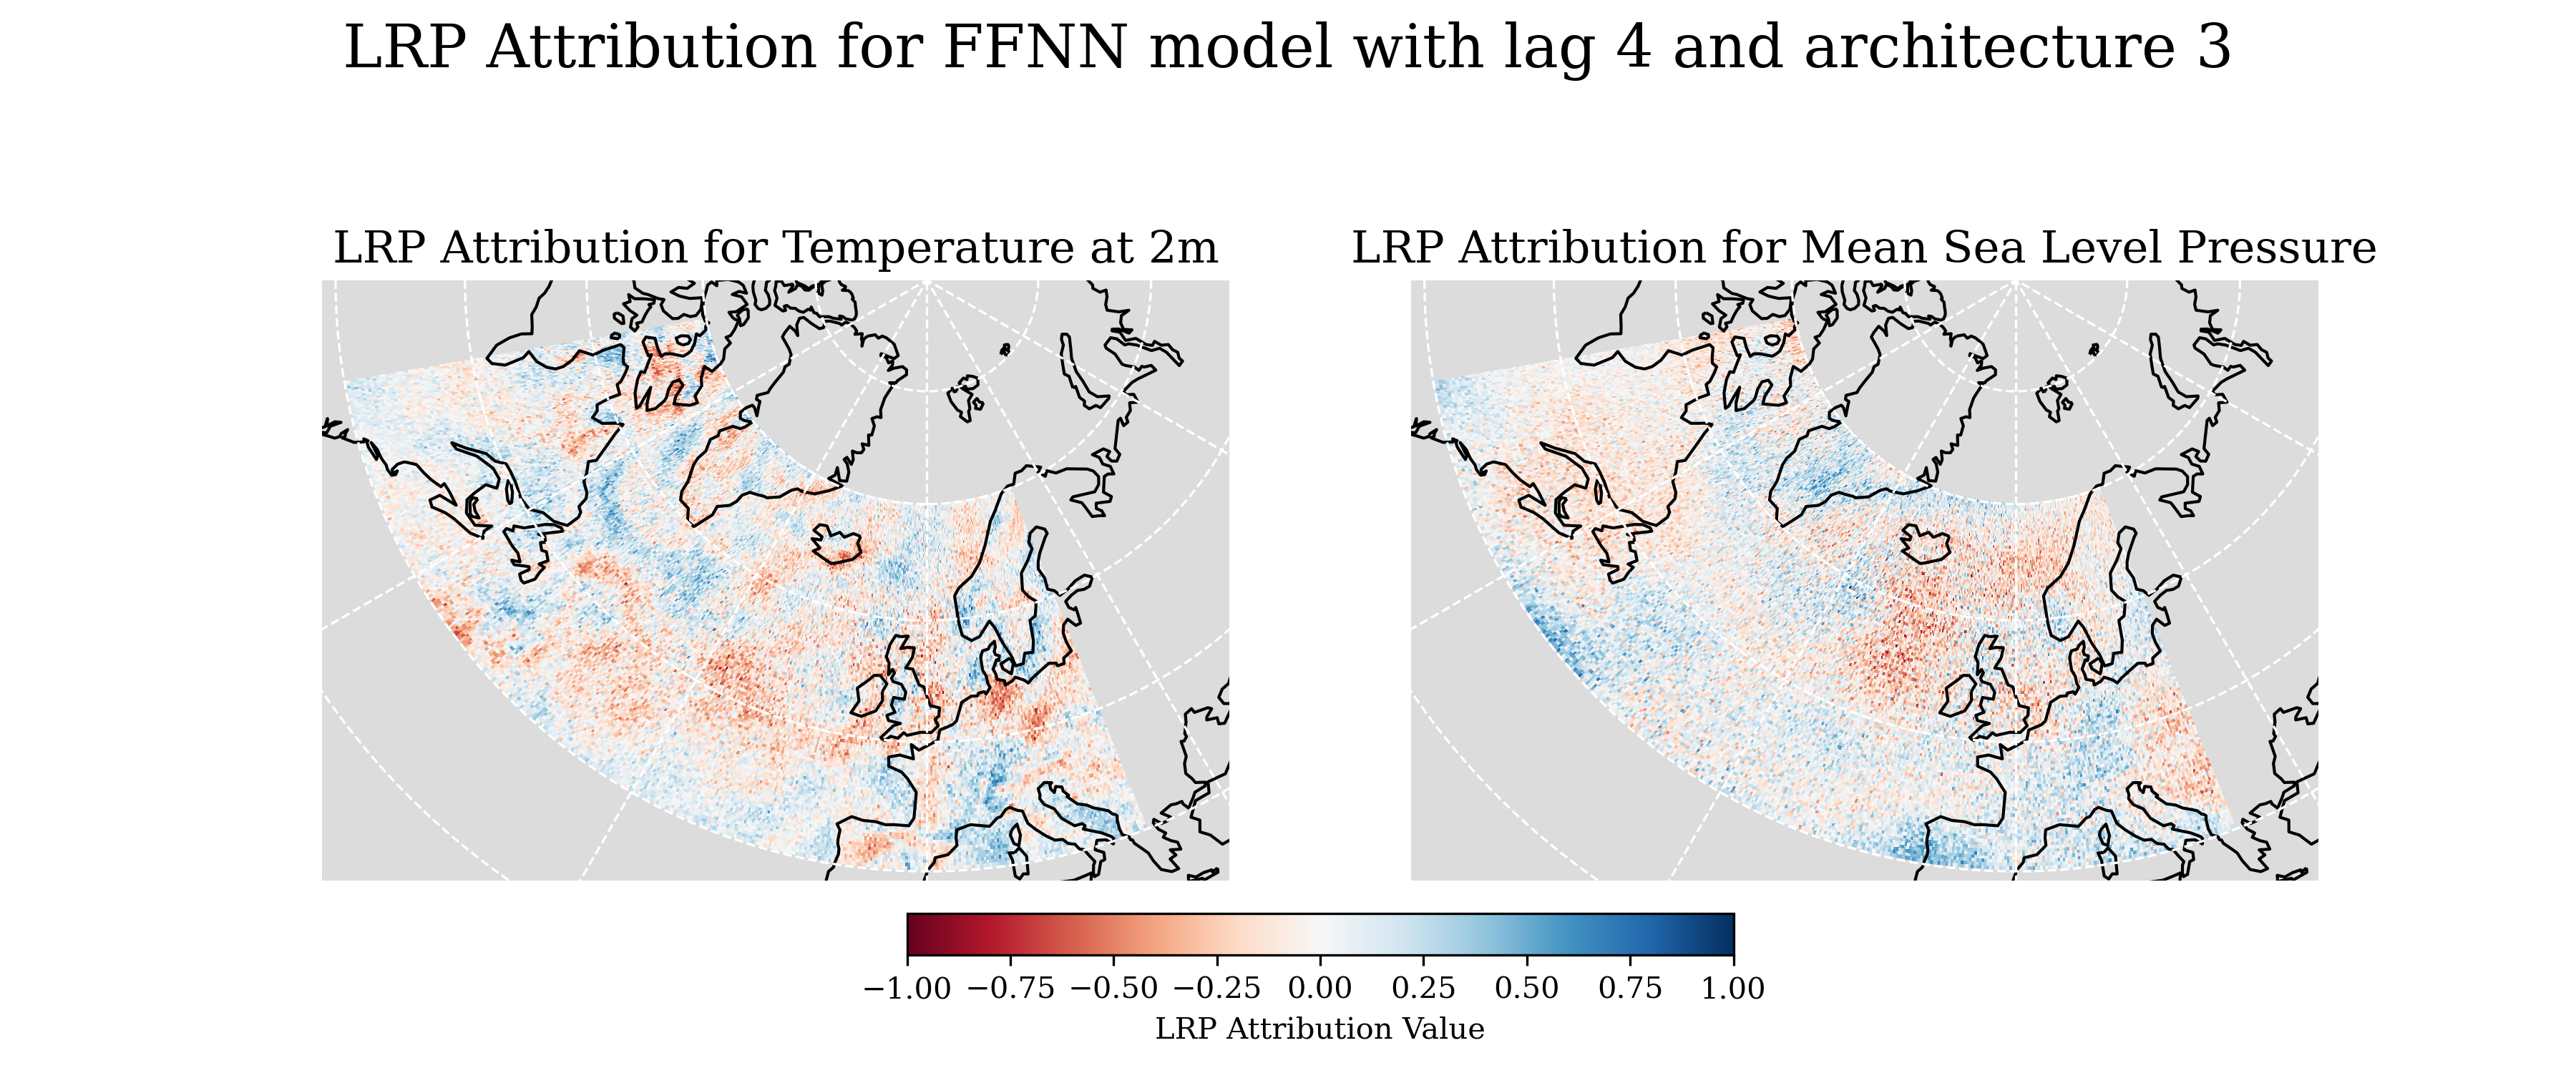 LRP Attribution for FFNN model with lag 4 and architecture 3
LRP Attribution for Temperature at 2m
LRP Attribution for Mean Sea Level Pressure
−1.00 −0.75 −0.50 −0.25 0.00 0.25 0.50 0.75 1.00
LRP Attribution Value